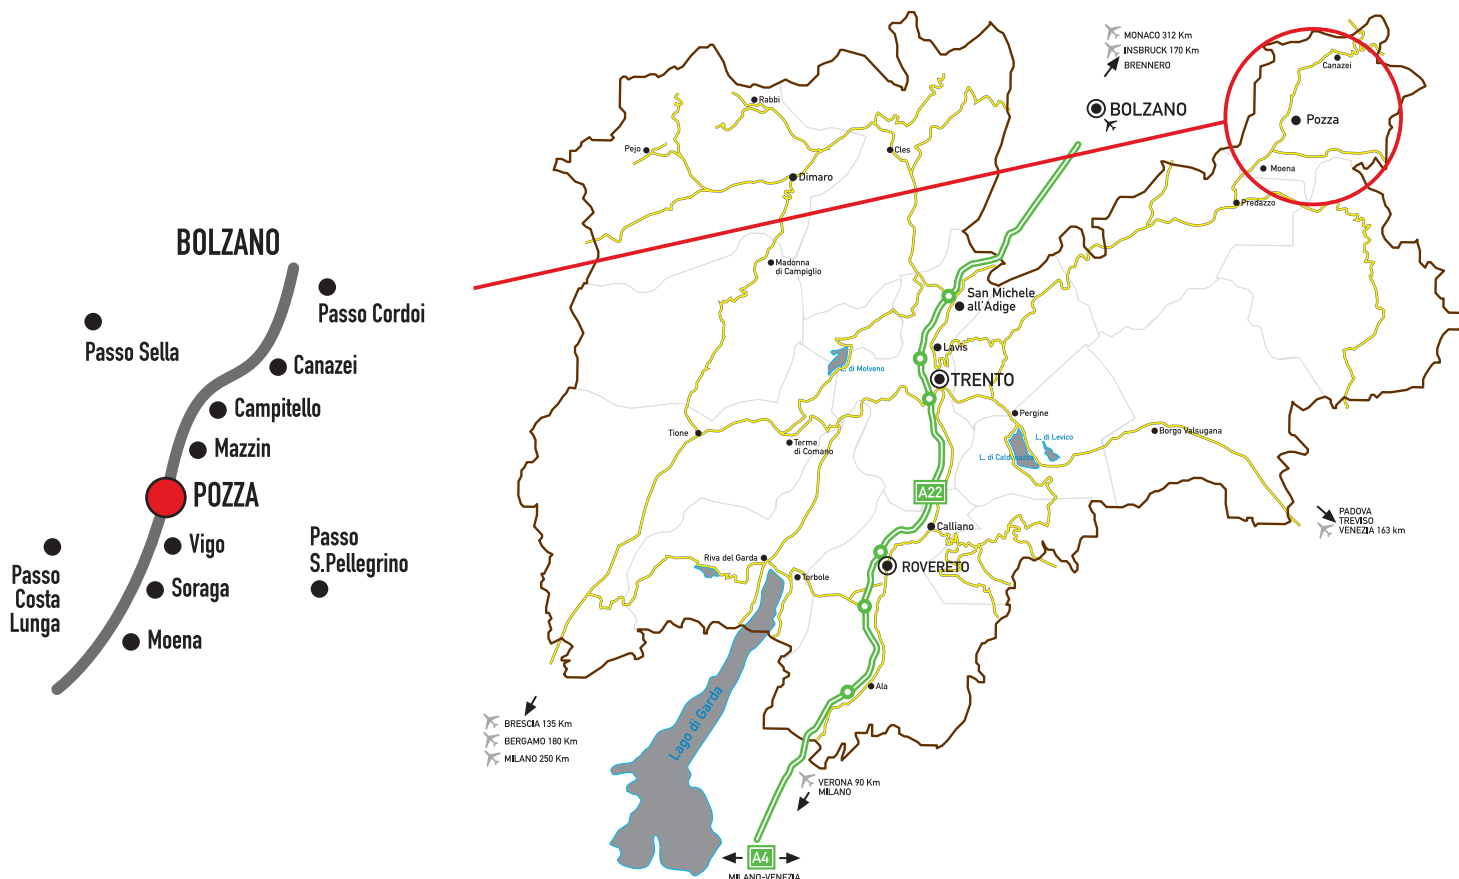 BOLZANO
Passo Cordoi
Passo Sella
Canazei
Campitello
Mazzin
POZZA
Vigo
Passo
S.Pellegrino
Passo
Costa
Lunga
Soraga
Moena
MONACO 312 Km
INSBRUCK 170 Km
BRENNERO
BOLZANO
Canazei
Pozza
Moena
Predazzo
Rabbi
Pejo
Cles
Dimaro
Madonna
di Campiglio
San Michele
all'Adige
Lavis
L. di Molveno
TRENTO
Pergine
Tione
Terme
di Comano
L. di Levico
L. di Caldonazzo
Borgo Valsugana
A22
PADOVA
TREVISO
VENEZIA 163 km
Calliano
Riva del Garda
Torbole
ROVERETO
Ala
Lago di Garda
BRESCIA 135 Km
BERGAMO 180 Km
MILANO 250 Km
VERONA 90 Km
MILANO
A4
MILANO-VENEZIA